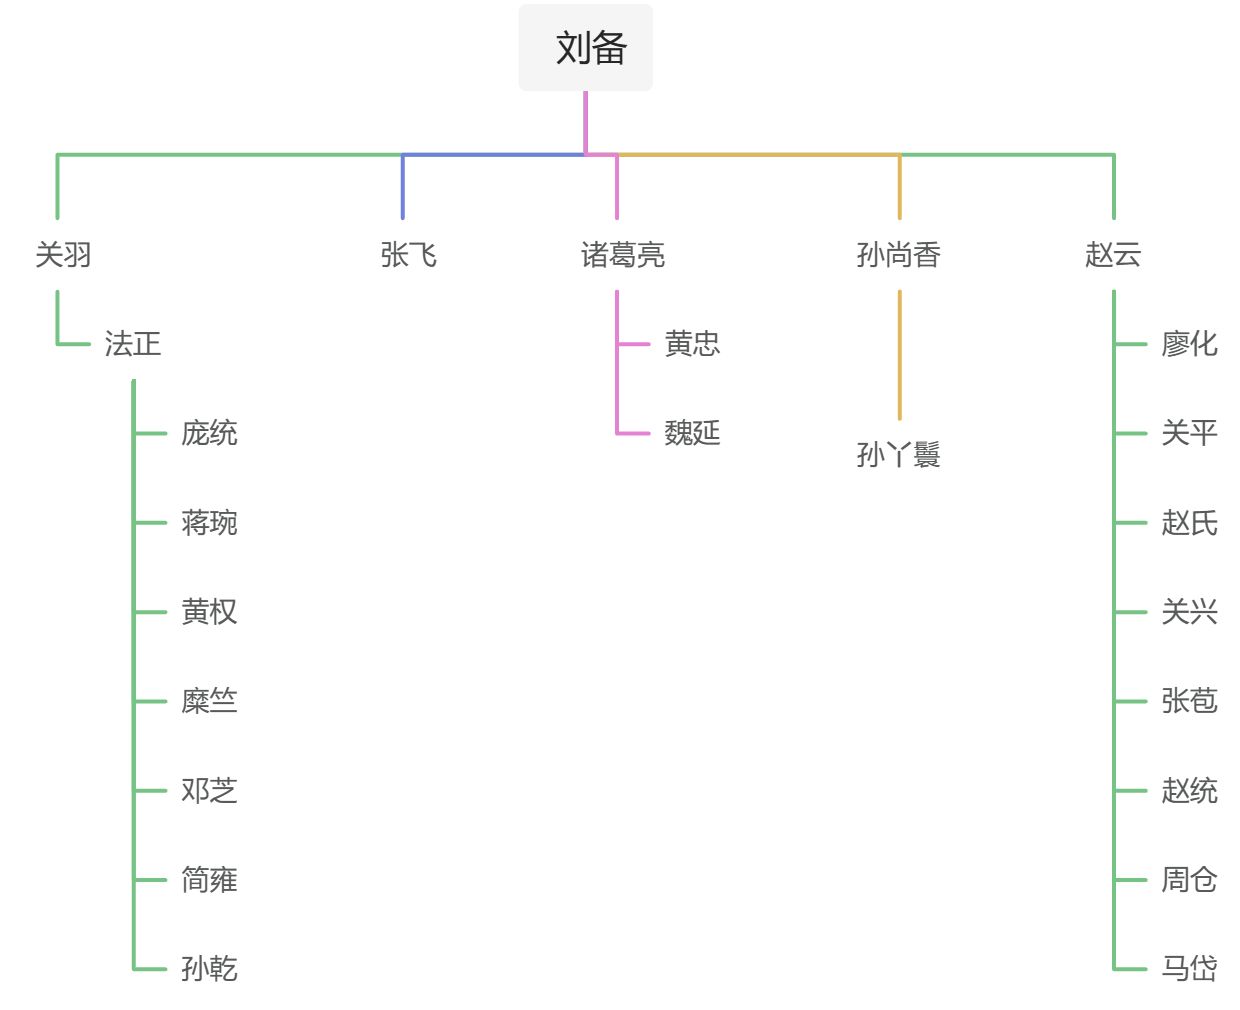 刘备
关羽
张飞
诸葛亮
孙尚香
赵云
法正
庞统
蒋琬
黄权
糜竺
邓芝
简雍
孙乾
黄忠
魏延
孙丫鬟
廖化
关平
赵氏
关兴
张苞
赵统
周仓
马岱